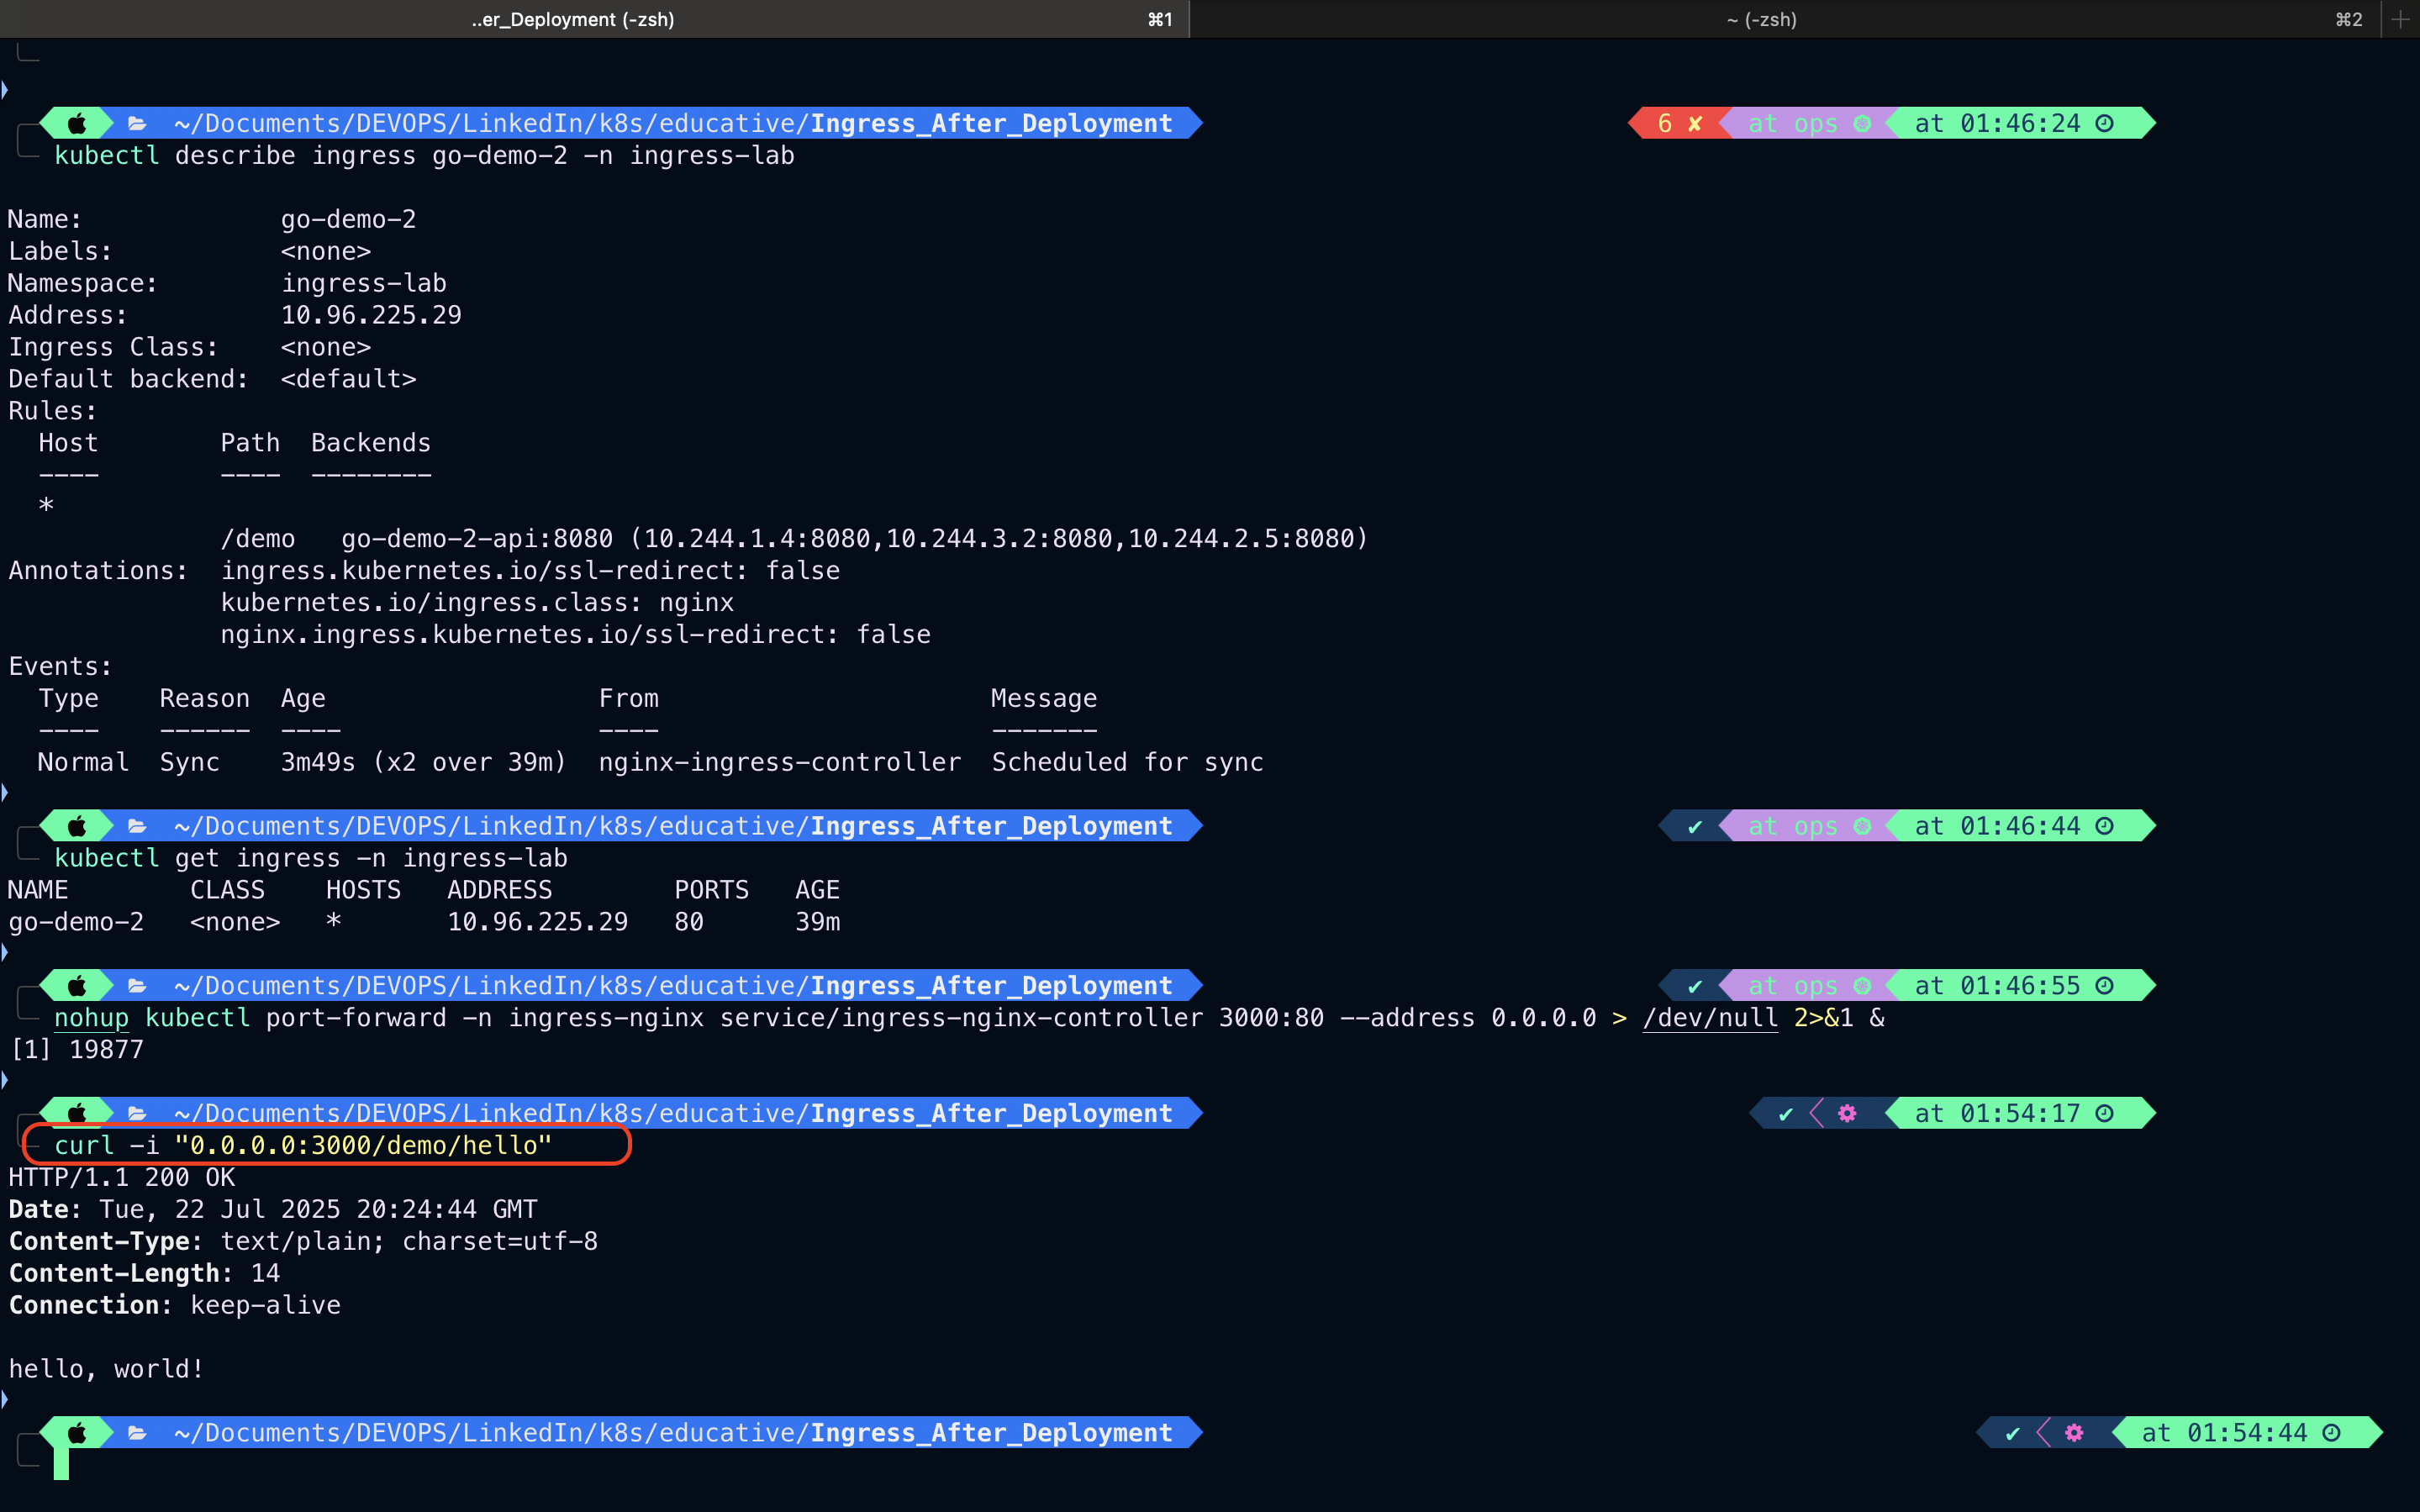 ..er_Deployment (-zsh) ⌘1 ~ (-zsh) ⌘2 +
~/Documents/DEVOPS/LinkedIn/k8s/educative/Ingress_After_Deployment 6 ✘ at ops at 01:46:24
kubectl describe ingress go-demo-2 -n ingress-lab
Name: go-demo-2
Labels: <none>
Namespace: ingress-lab
Address: 10.96.225.29
Ingress Class: <none>
Default backend: <default>
Rules:
Host Path Backends
---- ---- --------
*
/demo go-demo-2-api:8080 (10.244.1.4:8080,10.244.3.2:8080,10.244.2.5:8080)
Annotations: ingress.kubernetes.io/ssl-redirect: false
kubernetes.io/ingress.class: nginx
nginx.ingress.kubernetes.io/ssl-redirect: false
Events:
Type Reason Age From Message
---- ------ ---- ---- -------
Normal Sync 3m49s (x2 over 39m) nginx-ingress-controller Scheduled for sync
~/Documents/DEVOPS/LinkedIn/k8s/educative/Ingress_After_Deployment ✔ at ops at 01:46:44
kubectl get ingress -n ingress-lab
NAME CLASS HOSTS ADDRESS PORTS AGE
go-demo-2 <none> * 10.96.225.29 80 39m
~/Documents/DEVOPS/LinkedIn/k8s/educative/Ingress_After_Deployment ✔ at ops at 01:46:55
nohup kubectl port-forward -n ingress-nginx service/ingress-nginx-controller 3000:80 --address 0.0.0.0 > /dev/null 2>&1 &
[1] 19877
~/Documents/DEVOPS/LinkedIn/k8s/educative/Ingress_After_Deployment ✔ at 01:54:17
curl -i "0.0.0.0:3000/demo/hello"
HTTP/1.1 200 OK
Date: Tue, 22 Jul 2025 20:24:44 GMT
Content-Type: text/plain; charset=utf-8
Content-Length: 14
Connection: keep-alive
hello, world!
~/Documents/DEVOPS/LinkedIn/k8s/educative/Ingress_After_Deployment ✔ at 01:54:44